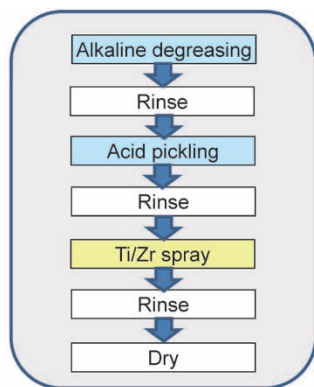 Alkaline degreasing
Rinse
Acid pickling
Rinse
Ti/Zr spray
Rinse
Dry